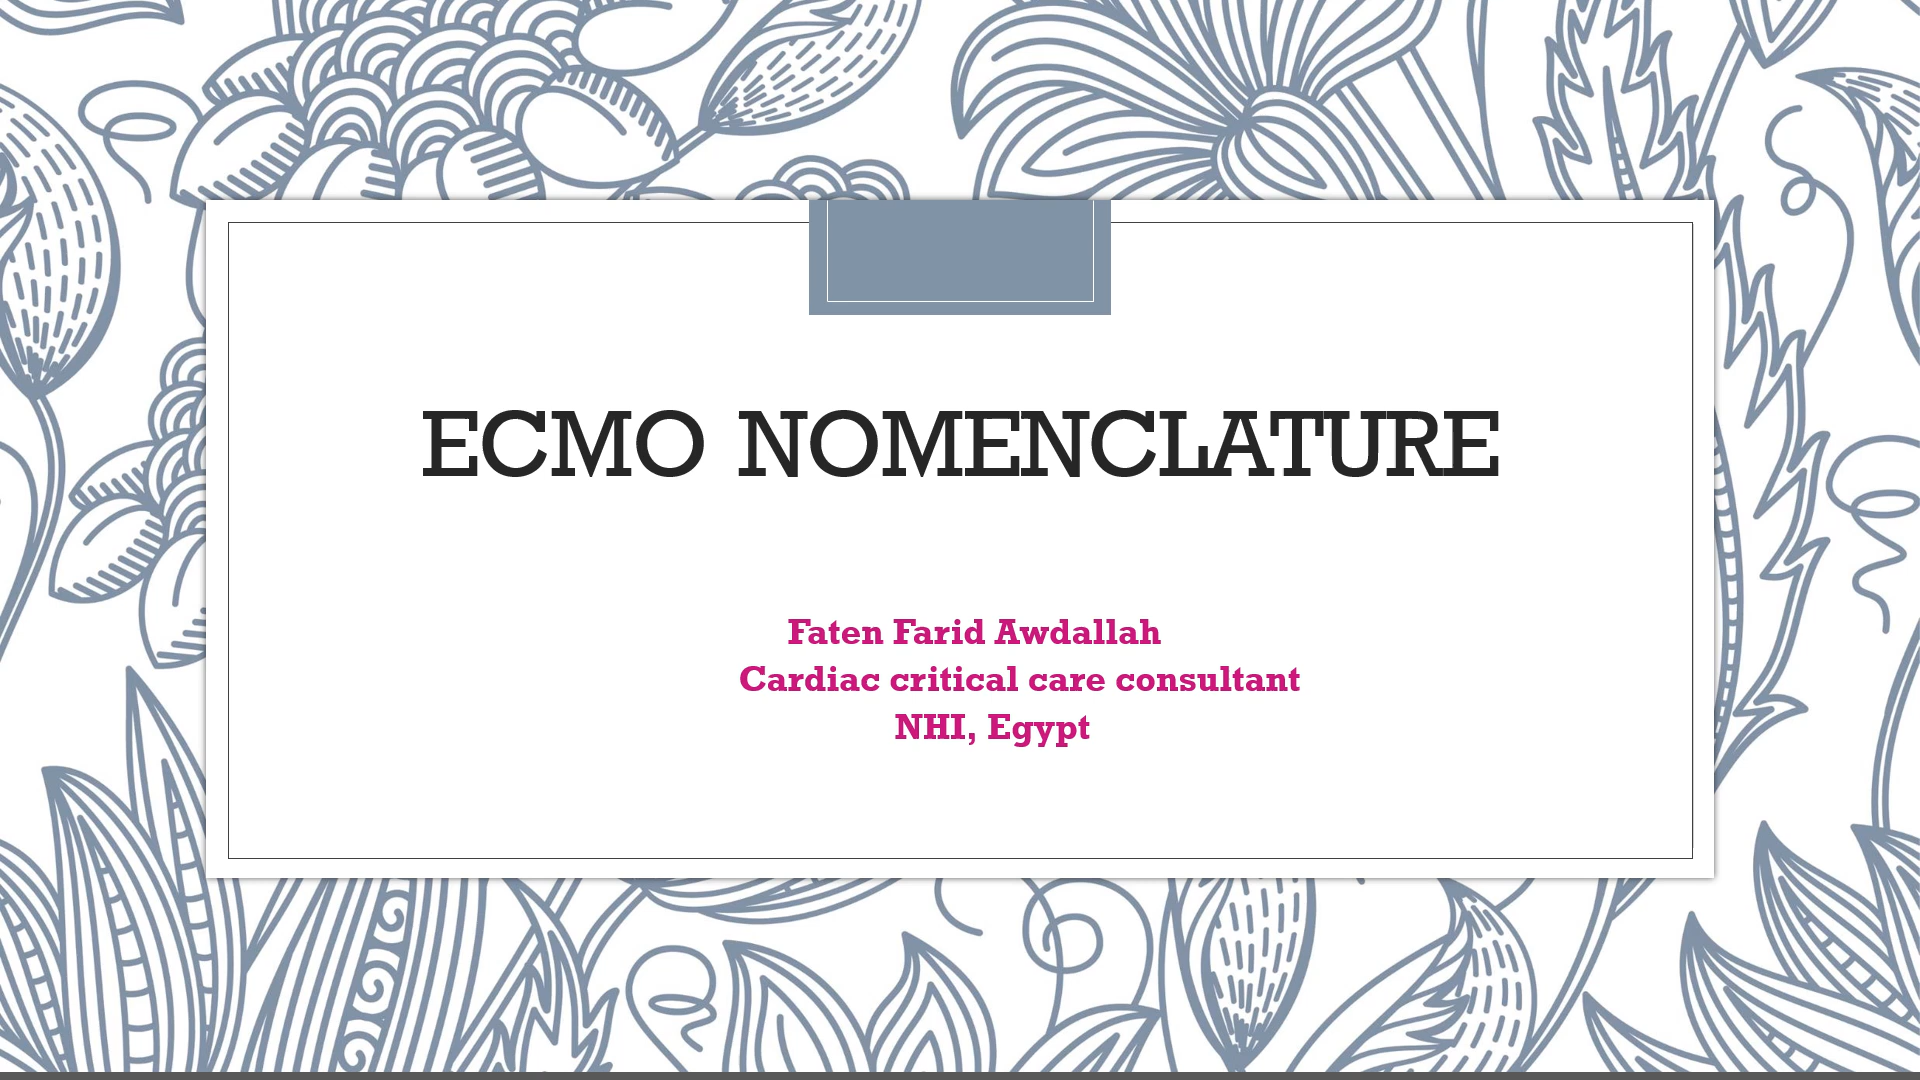 ECMO NOMENCLATURE
Faten Farid Awdallah
Cardiac critical care consultant
NHI, Egypt